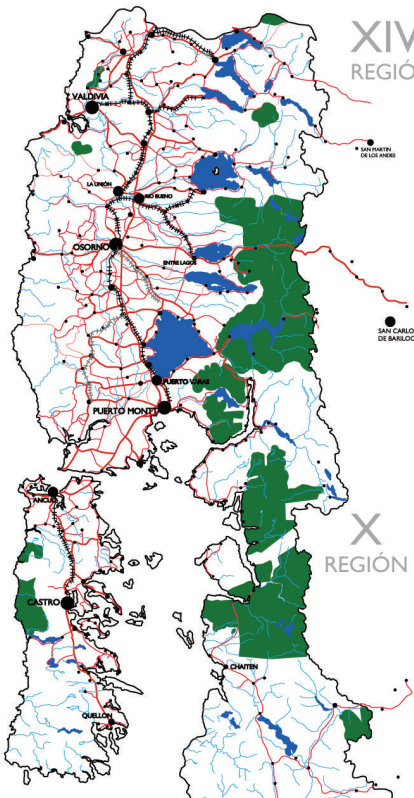 XIV
REGIÓ
VALDIVIA
SAN MARTIN
DE LOS ANDES
LA UNIÓN
RIO BUENO
OSORNO
ENTRE LAGOS
SAN CARLO
DE BARILOC
PUERTO VARAS
PUERTO MONTT
ANCUD
X
REGIÓN
CASTRO
CHAITEN
QUELLON